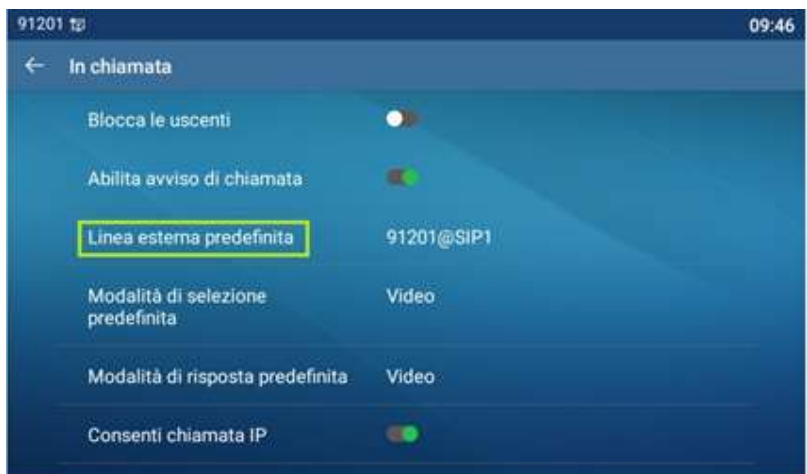 91201
09:46
In chiamata
Blocca le uscenti
Abilita avviso di chiamata
Linea esterna predefinita
91201@SIP1
Modalità di selezione
predefinita
Video
Modalità di risposta predefinita
Video
Consenti chiamata IP